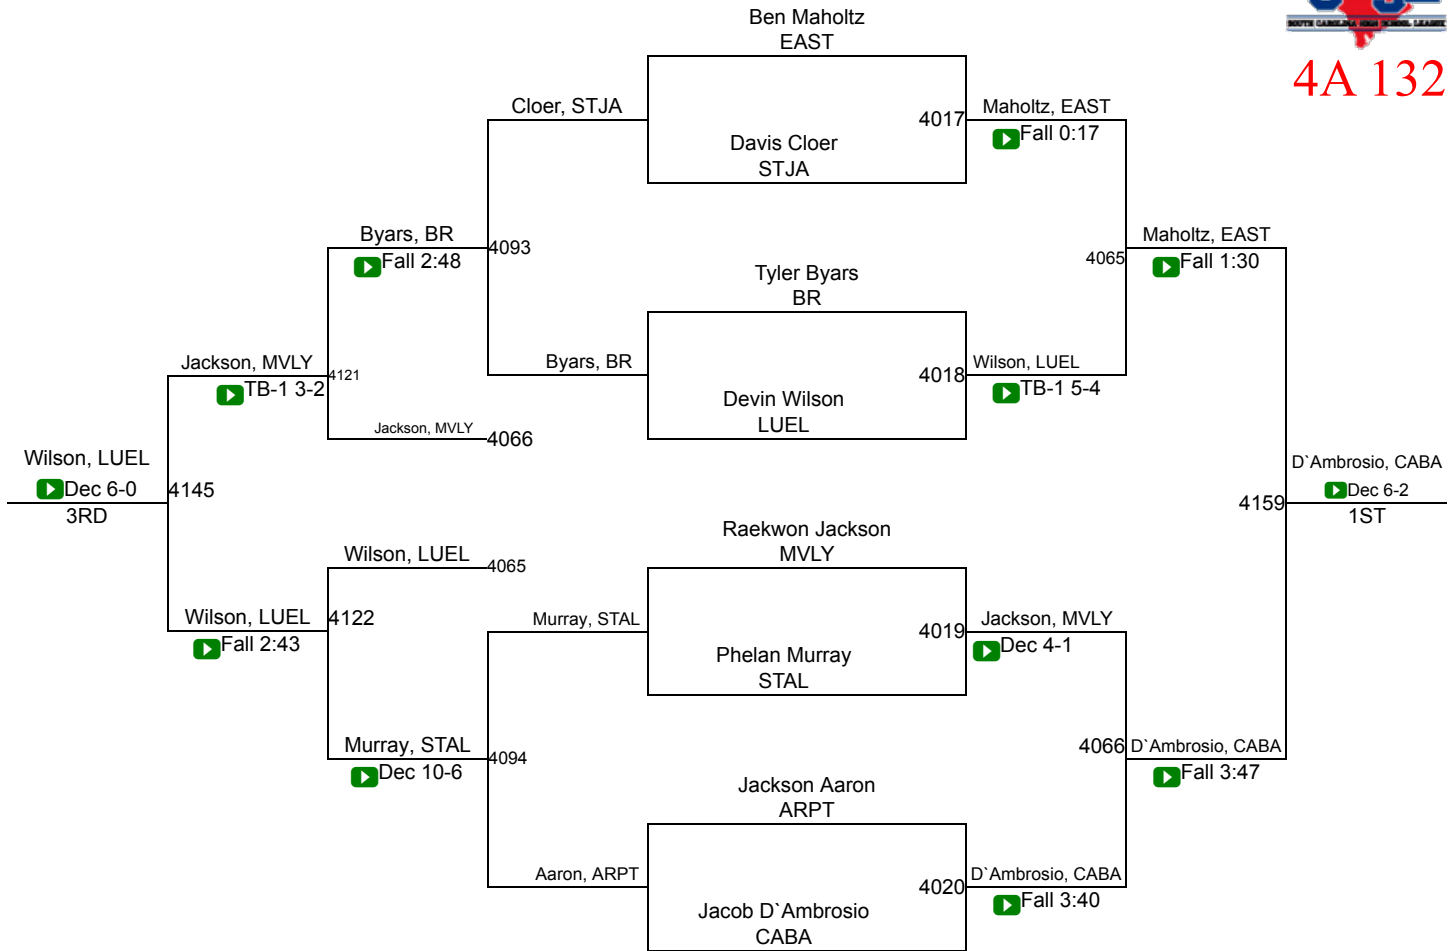 SOUTH CAROLINA HIGH SCHOOL LEAGUE
4A 132
Ben Maholtz
EAST
Cloer, STJA
4017
Maholtz, EAST
Fall 0:17
Davis Cloer
STJA
Byars, BR
Fall 2:48
4093
Maholtz, EAST
Fall 1:30
4065
Tyler Byars
BR
Jackson, MVLY
TB-1 3-2
4121
Byars, BR
4018
Wilson, LUEL
TB-1 5-4
Devin Wilson
LUEL
Jackson, MVLY
4066
Wilson, LUEL
Dec 6-0
3RD
4145
D`Ambrosio, CABA
Dec 6-2
1ST
4159
Raekwon Jackson
MVLY
Wilson, LUEL
4065
Wilson, LUEL
Fall 2:43
4122
Murray, STAL
4019
Jackson, MVLY
Dec 4-1
Phelan Murray
STAL
Murray, STAL
Dec 10-6
4094
4066
D`Ambrosio, CABA
Fall 3:47
Jackson Aaron
ARPT
Aaron, ARPT
4020
D`Ambrosio, CABA
Fall 3:40
Jacob D`Ambrosio
CABA